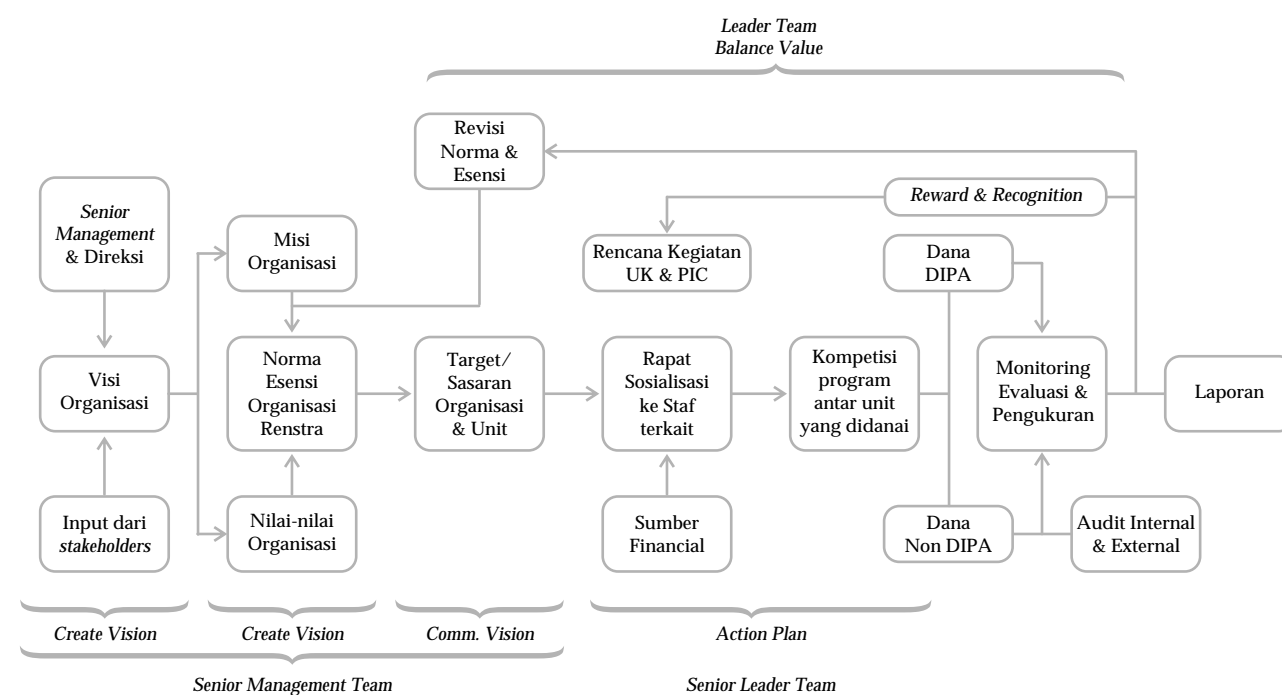 Leader Team
Balance Value
Revisi
Norma &
Esensi
Senior
Management
& Direksi
Misi
Organisasi
Reward & Recognition
Rencana Kegiatan
UK & PIC
Dana
DIPA
Visi
Organisasi
Norma
Esensi
Organisasi
Renstra
Target/
Sasaran
Organisasi
& Unit
Rapat
Sosialisasi
ke Staf
terkait
Kompetisi
program
antar unit
yang didanai
Monitoring
Evaluasi &
Pengukuran
Laporan
Input dari
stakeholders
Nilai-nilai
Organisasi
Sumber
Financial
Dana
Non DIPA
Audit Internal
& External
Create Vision
Create Vision
Comm. Vision
Action Plan
Senior Management Team
Senior Leader Team